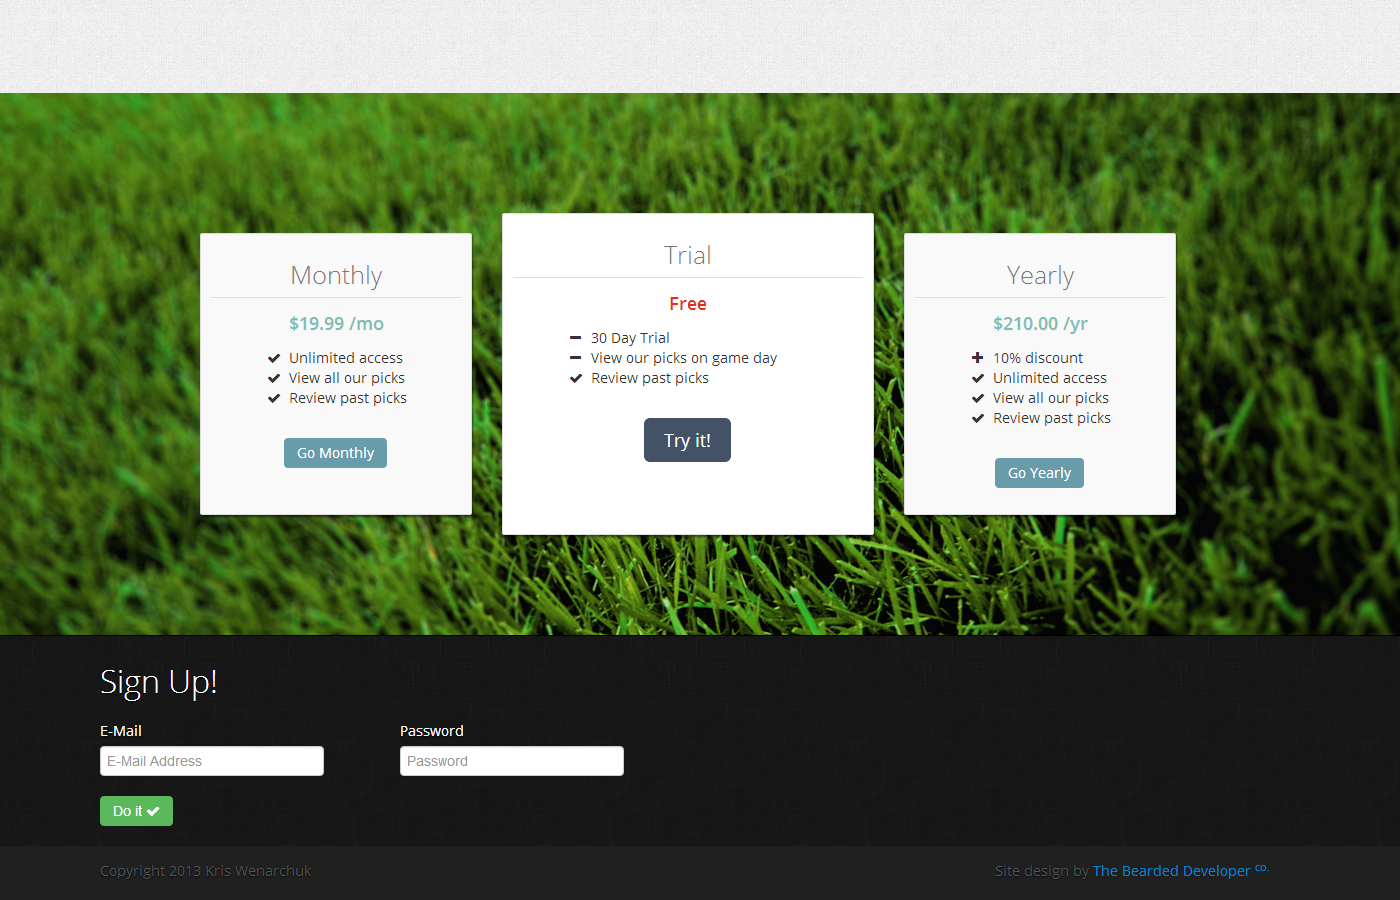 Monthly
$19.99 /mo
Unlimited access
View all our picks
Review past picks
Go Monthly
Trial
Free
30 Day Trial
View our picks on game day
Review past picks
Try it!
Yearly
$210.00 /yr
10% discount
Unlimited access
View all our picks
Review past picks
Go Yearly
Sign Up!
E-Mail
E-Mail Address
Password
Password
Do it
Copyright 2013 Kris Wenarchuk
Site design by The Bearded Developer co.